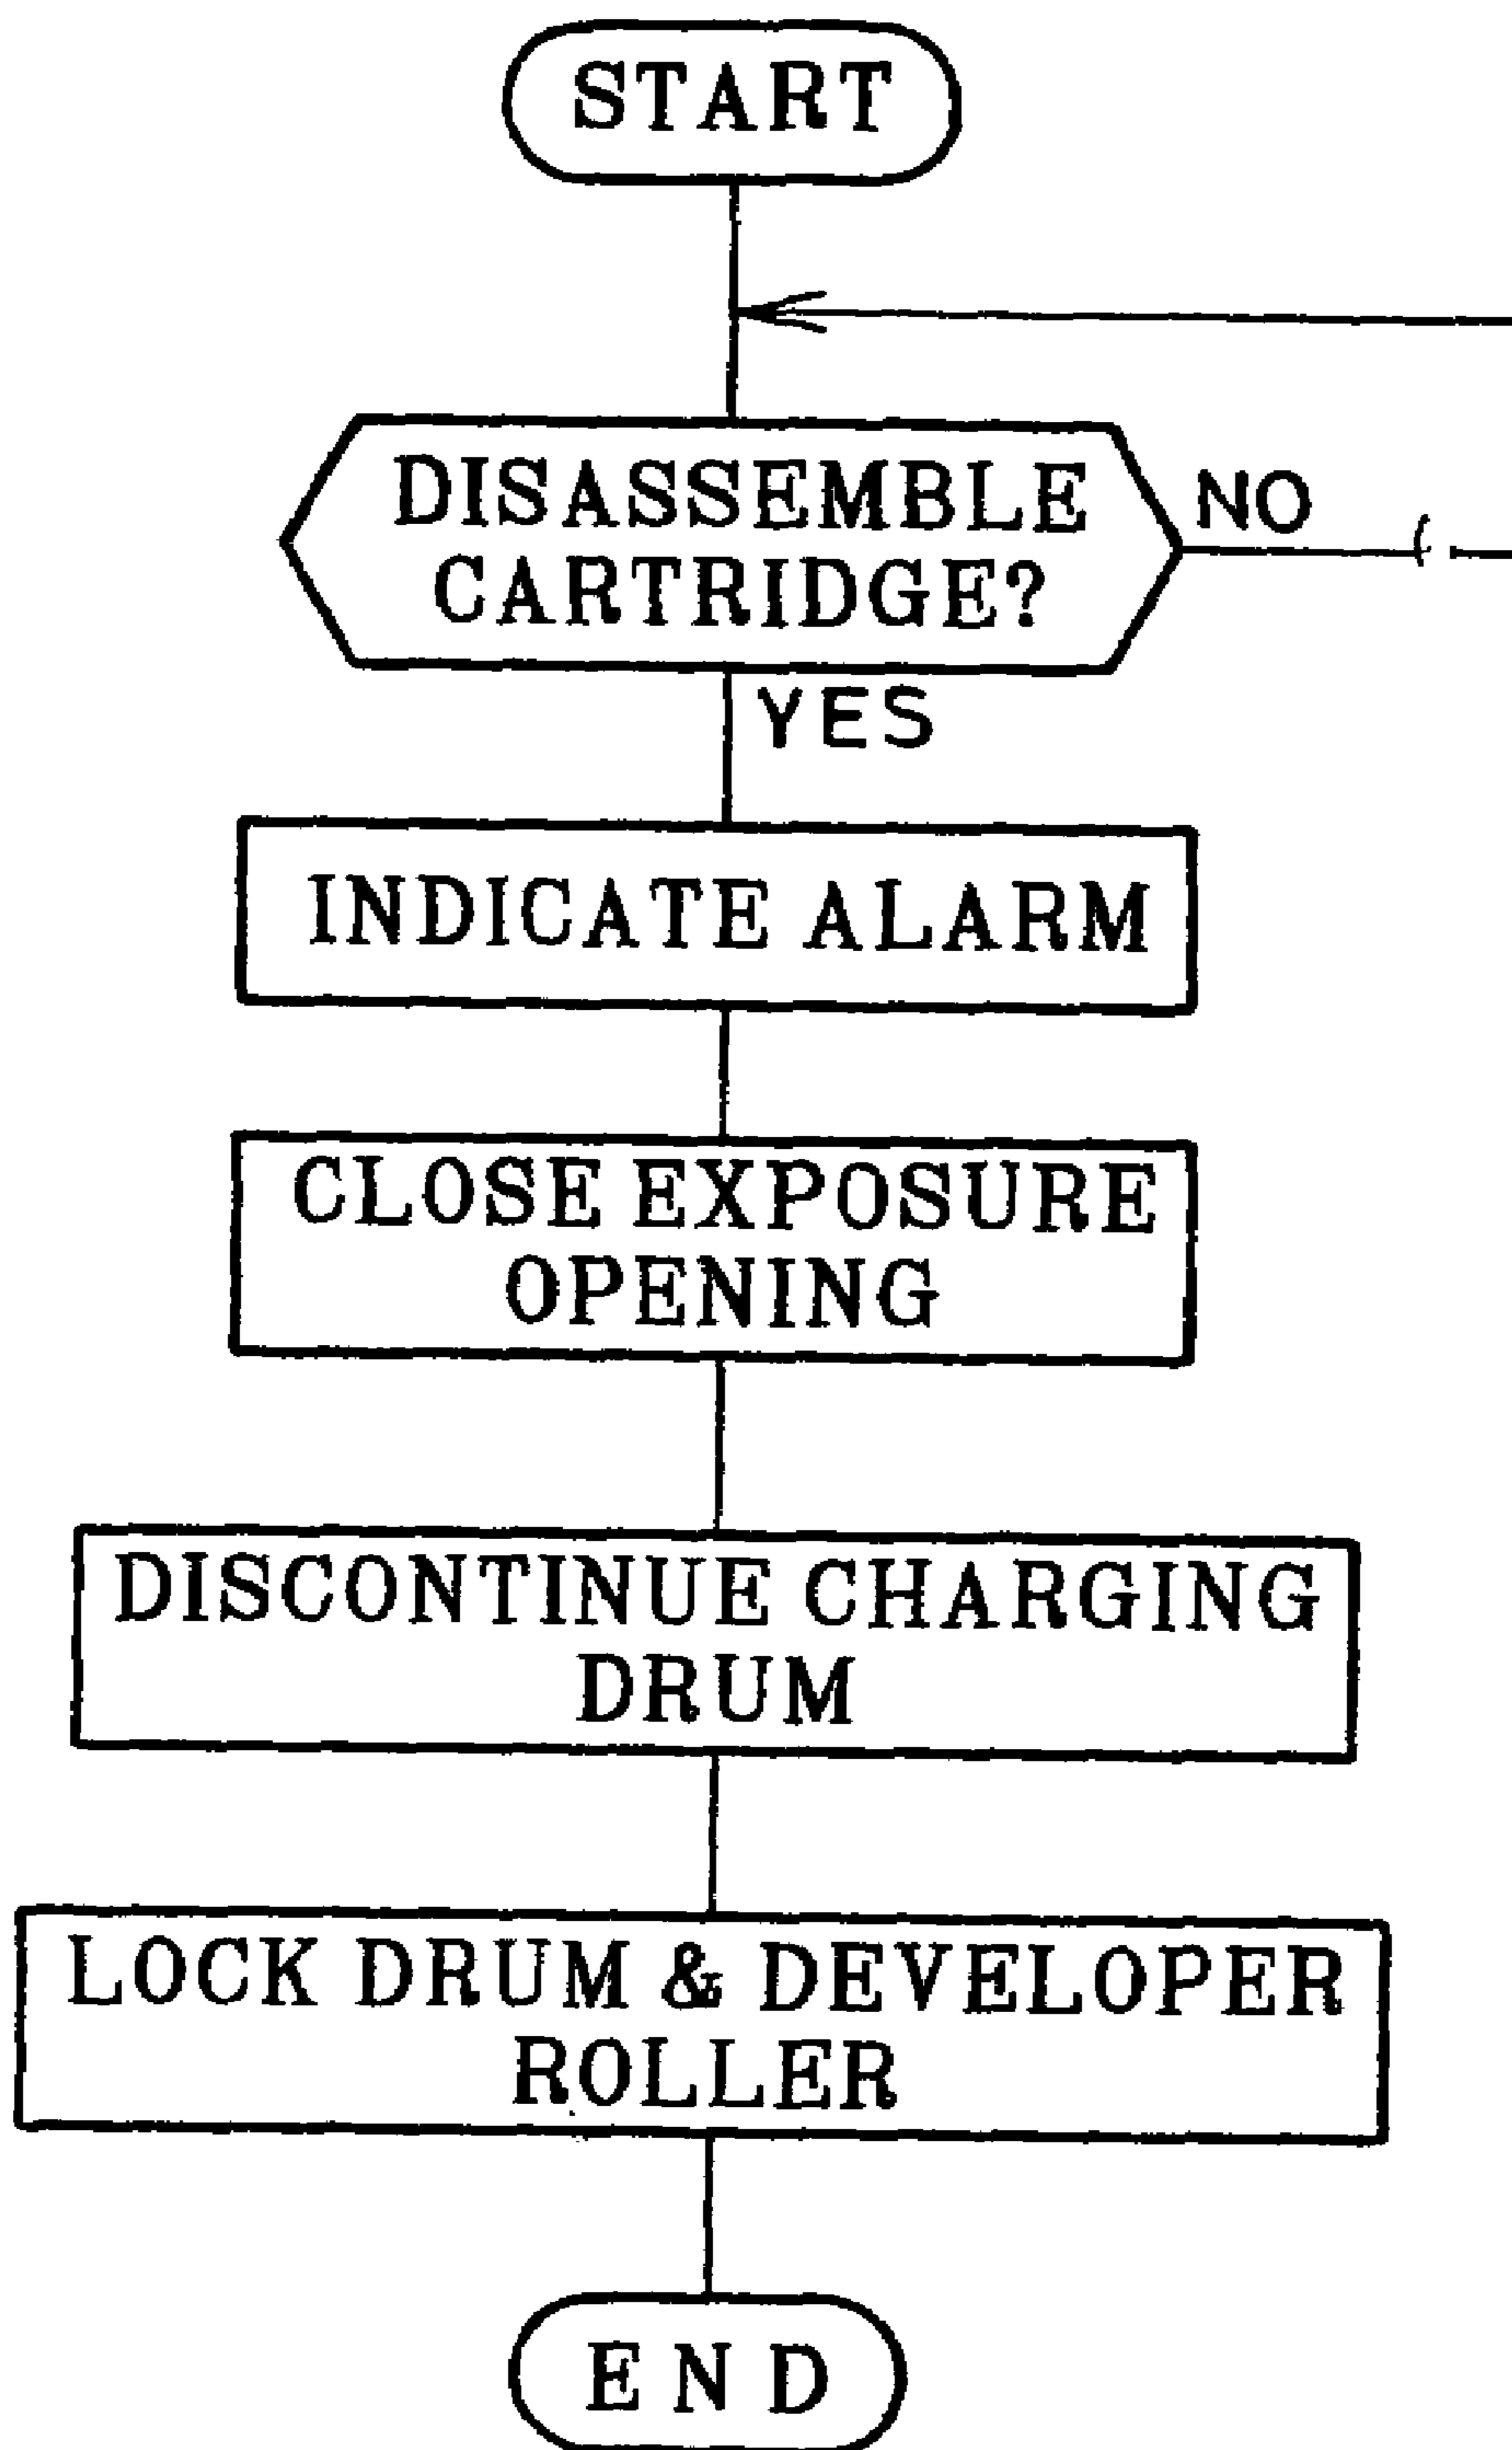 START
DISASSEMBLE
CARTRIDGE?
NO
YES
INDICATE ALARM
CLOSE EXPOSURE
OPENING
DISCONTINUE CHARGING
DRUM
LOCK DRUM & DEVELOPER
ROLLER
END